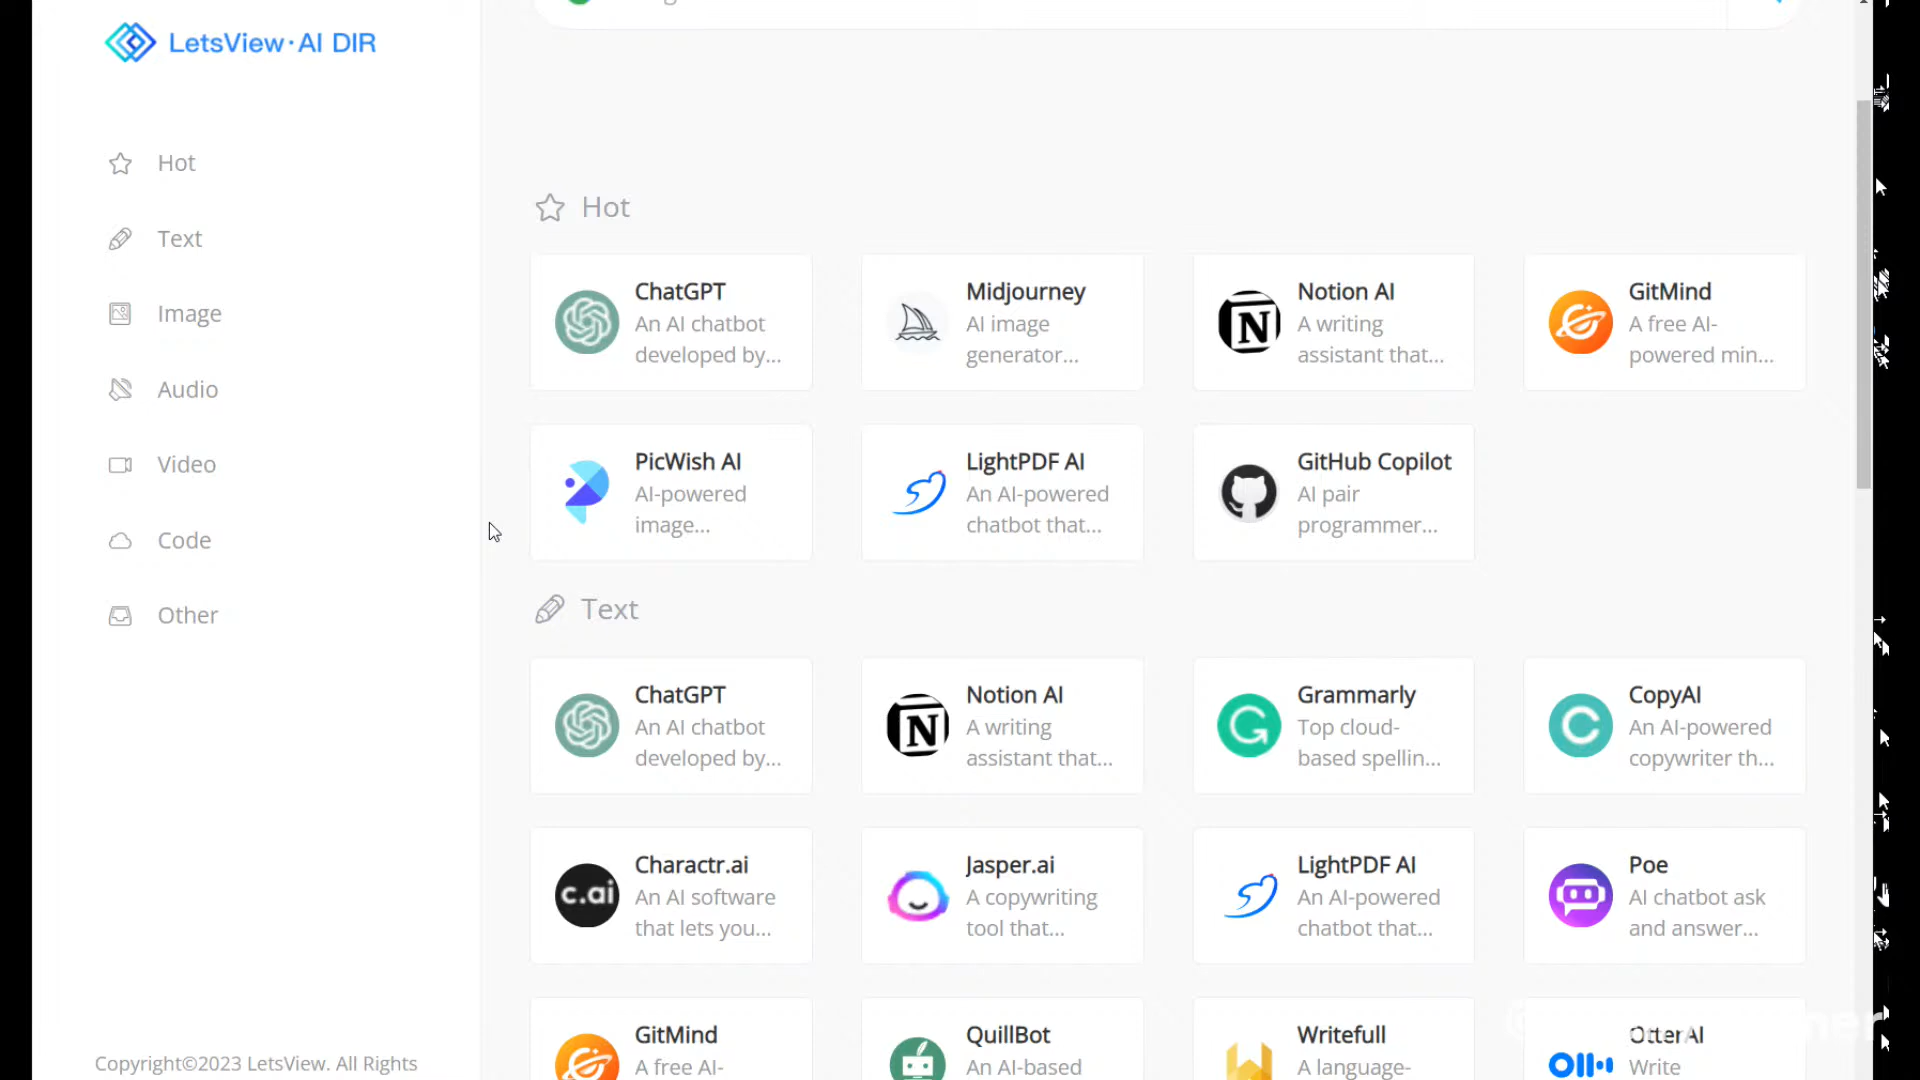 LetsView·AI DIR
Hot
Text
Image
Audio
Video
Code
Other
Copyright©2023 LetsView. All Rights
Hot
ChatGPT
An AI chatbot
developed by...
Midjourney
AI image
generator...
Notion AI
A writing
assistant that...
GitMind
A free AI-
powered min...
PicWish AI
AI-powered
image...
LightPDF AI
An AI-powered
chatbot that...
GitHub Copilot
AI pair
programmer...
Text
ChatGPT
An AI chatbot
developed by...
Notion AI
A writing
assistant that...
Grammarly
Top cloud-
based spellin...
CopyAI
An AI-powered
copywriter th...
c.ai
Charactr.ai
An AI software
that lets you...
Jasper.ai
A copywriting
tool that...
LightPDF AI
An AI-powered
chatbot that...
Poe
AI chatbot ask
and answer...
GitMind
A free AI-
QuillBot
An AI-based
Writefull
A language-
OtterAI
Write